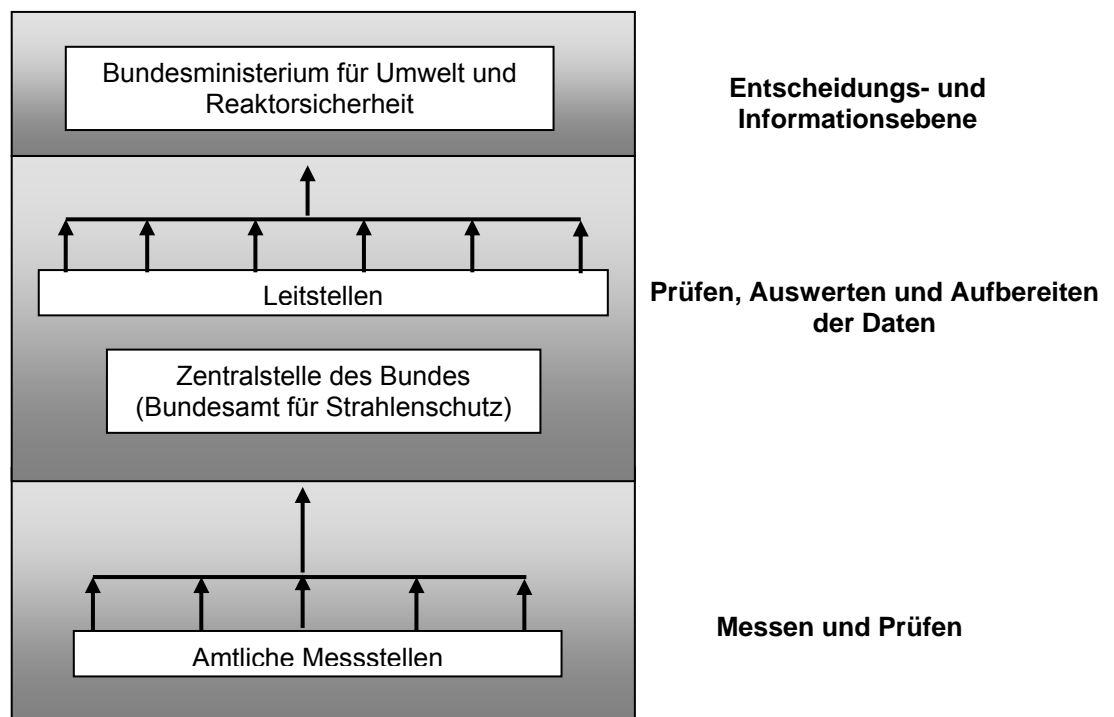 Bundesministerium für Umwelt und
Reaktorsicherheit
Entscheidungs- und
Informationsebene
Leitstellen
Prüfen, Auswerten und Aufbereiten
der Daten
Zentralstelle des Bundes
(Bundesamt für Strahlenschutz)
Amtliche Messstellen
Messen und Prüfen